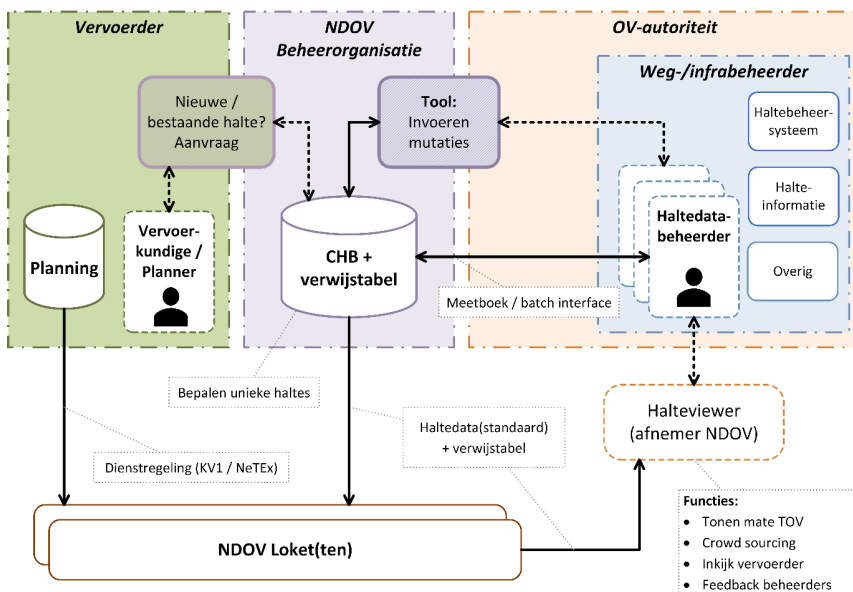 Vervoerder
NDOV
Beheerorganisatie
OV-autoriteit
Weg-/infrabeheerder
Nieuwe /
bestaande halte?
Aanvraag
Tool:
Invoeren
mutaties
Haltebeheer-
systeem
Halte-
informatie
Overig
Haltedata-
beheerder
Planning
Vervoer-
kundige /
Planner
CHB +
verwijstabel
Meetboek / batch interface
Bepalen unieke haltes
Halteviewer
(afnemer NDOV)
Haltedata(standaard)
+ verwijstabel
Dienstregeling (KV1 / NeTEx)
NDOV Loket(ten)
Functies:
• Tonen mate TOV
• Crowd sourcing
• Inkijk vervoerder
• Feedback beheerders